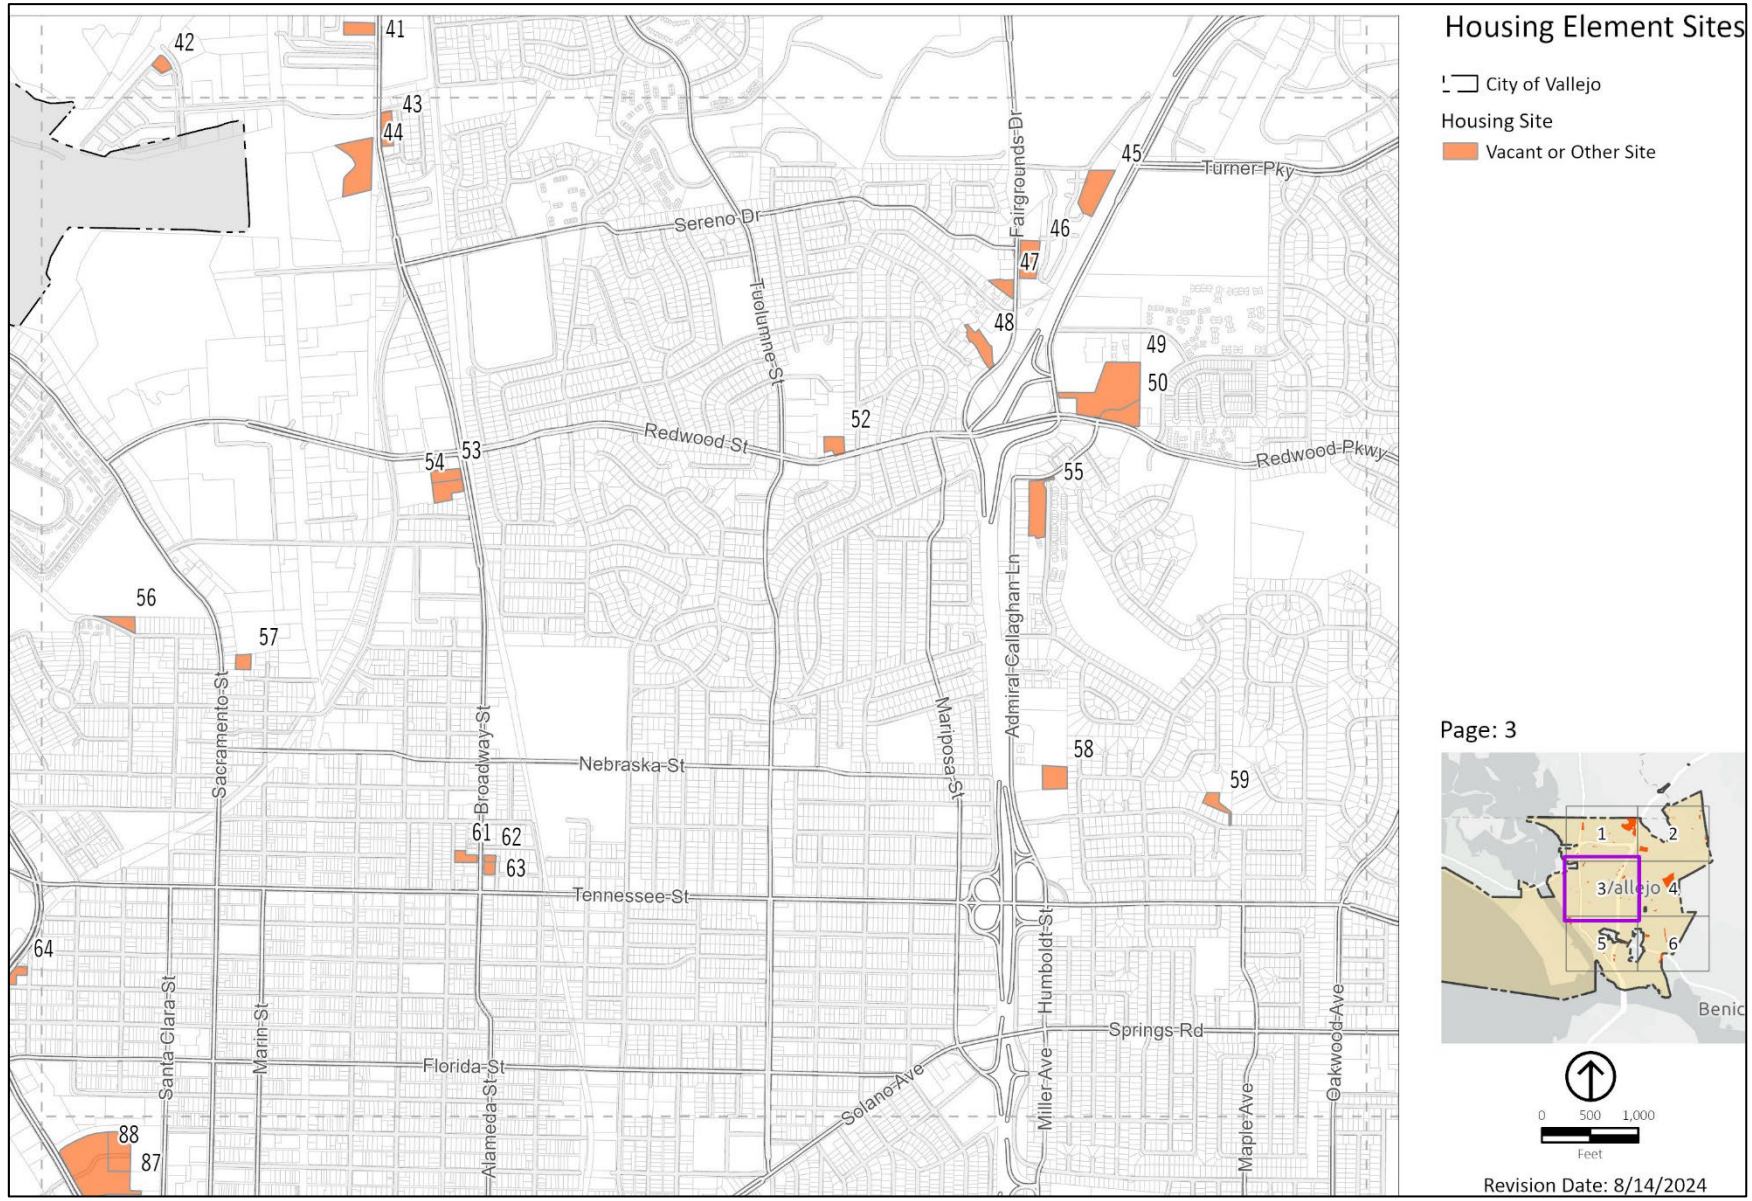 Housing Element Sites
City of Vallejo
Housing Site
Vacant or Other Site
41
42
43
44
45
Turner Pky
Fairgrounds Dr
Sereno Dr
46
47
Tuolumne St
48
49
50
52
Redwood St
53
54
Redwood Pkwy
55
Admiral Callaghan Ln
56
57
Sacramento St
Broadway St
Mariposa St
Nebraska St
58
59
61
62
63
Tennessee St
64
Humboldt St
Santa Clara St
Marin St
Springs Rd
Oakwood Ave
Florida St
Alameda St
Solano Ave
Miller Ave
Maple Ave
88
87
Page: 3
1
2
3
Vallejo
4
5
6
Benic
0 500 1,000
Feet
Revision Date: 8/14/2024